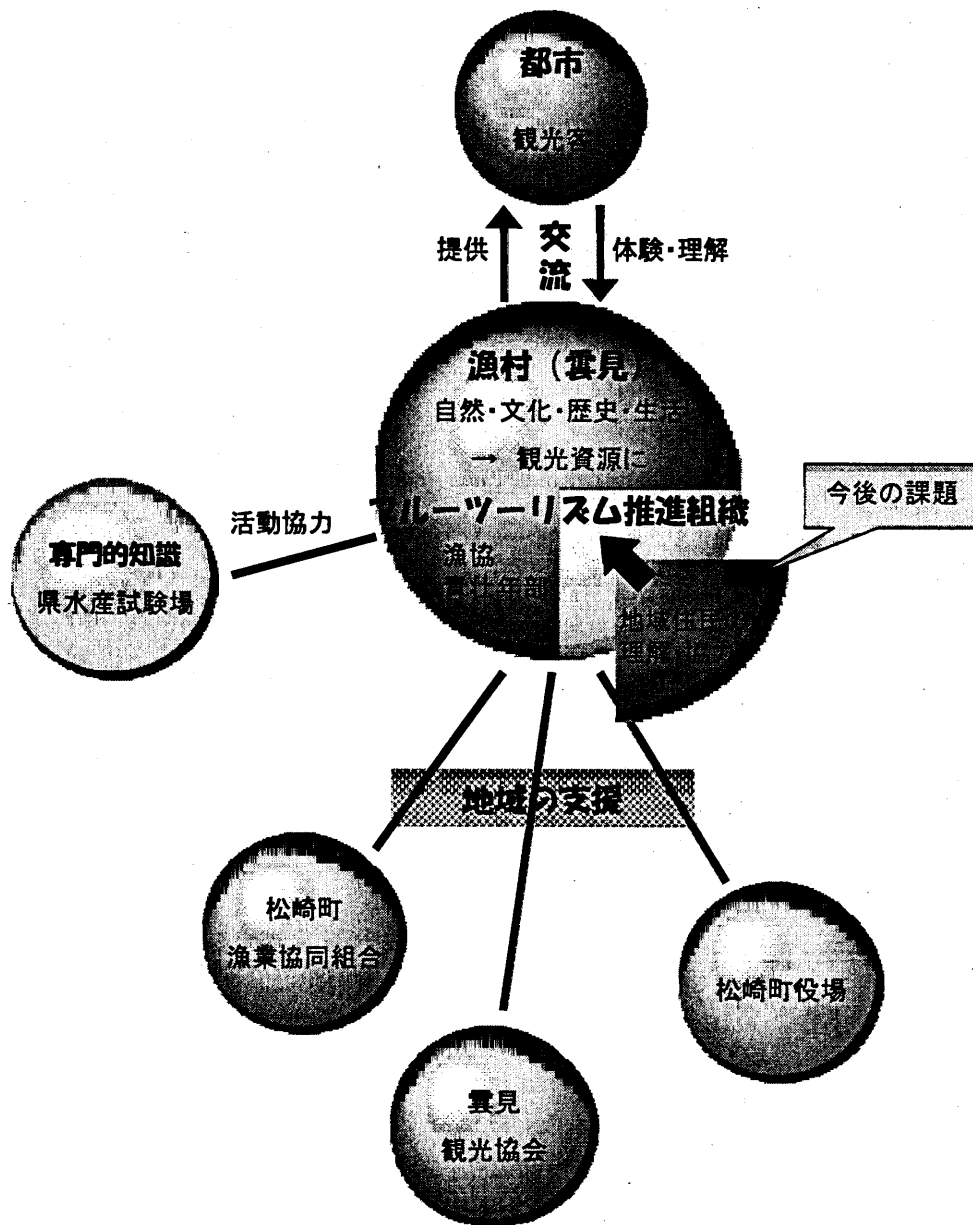 都市
観光客
提供
交流
体験・理解
漁村（雲見）
自然・文化・歴史・生活
→ 観光資源に
ブルーツーリズム推進組織
漁協
青壮年部
今後の課題
地域住民の
理解・協力
活動協力
専門的知識
県水産試験場
地域の支援
松崎町
漁業協同組合
雲見
観光協会
松崎町役場